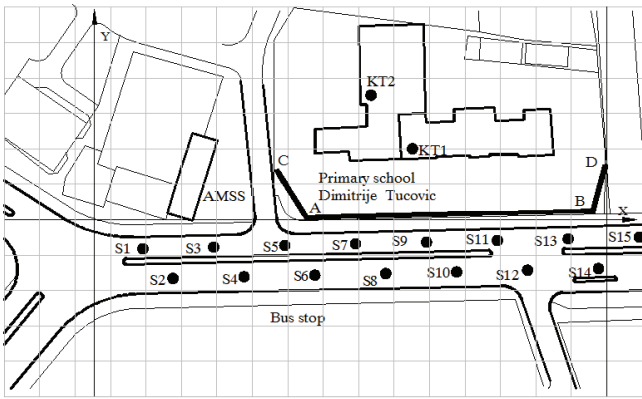 Y
KT2
KT1
C
D
Primary school
Dimitrije Tucovic
AMSS
A
B
X
S1
S3
S5
S7
S9
S11
S13
S15
S2
S4
S6
S8
S10
S12
S14
Bus stop